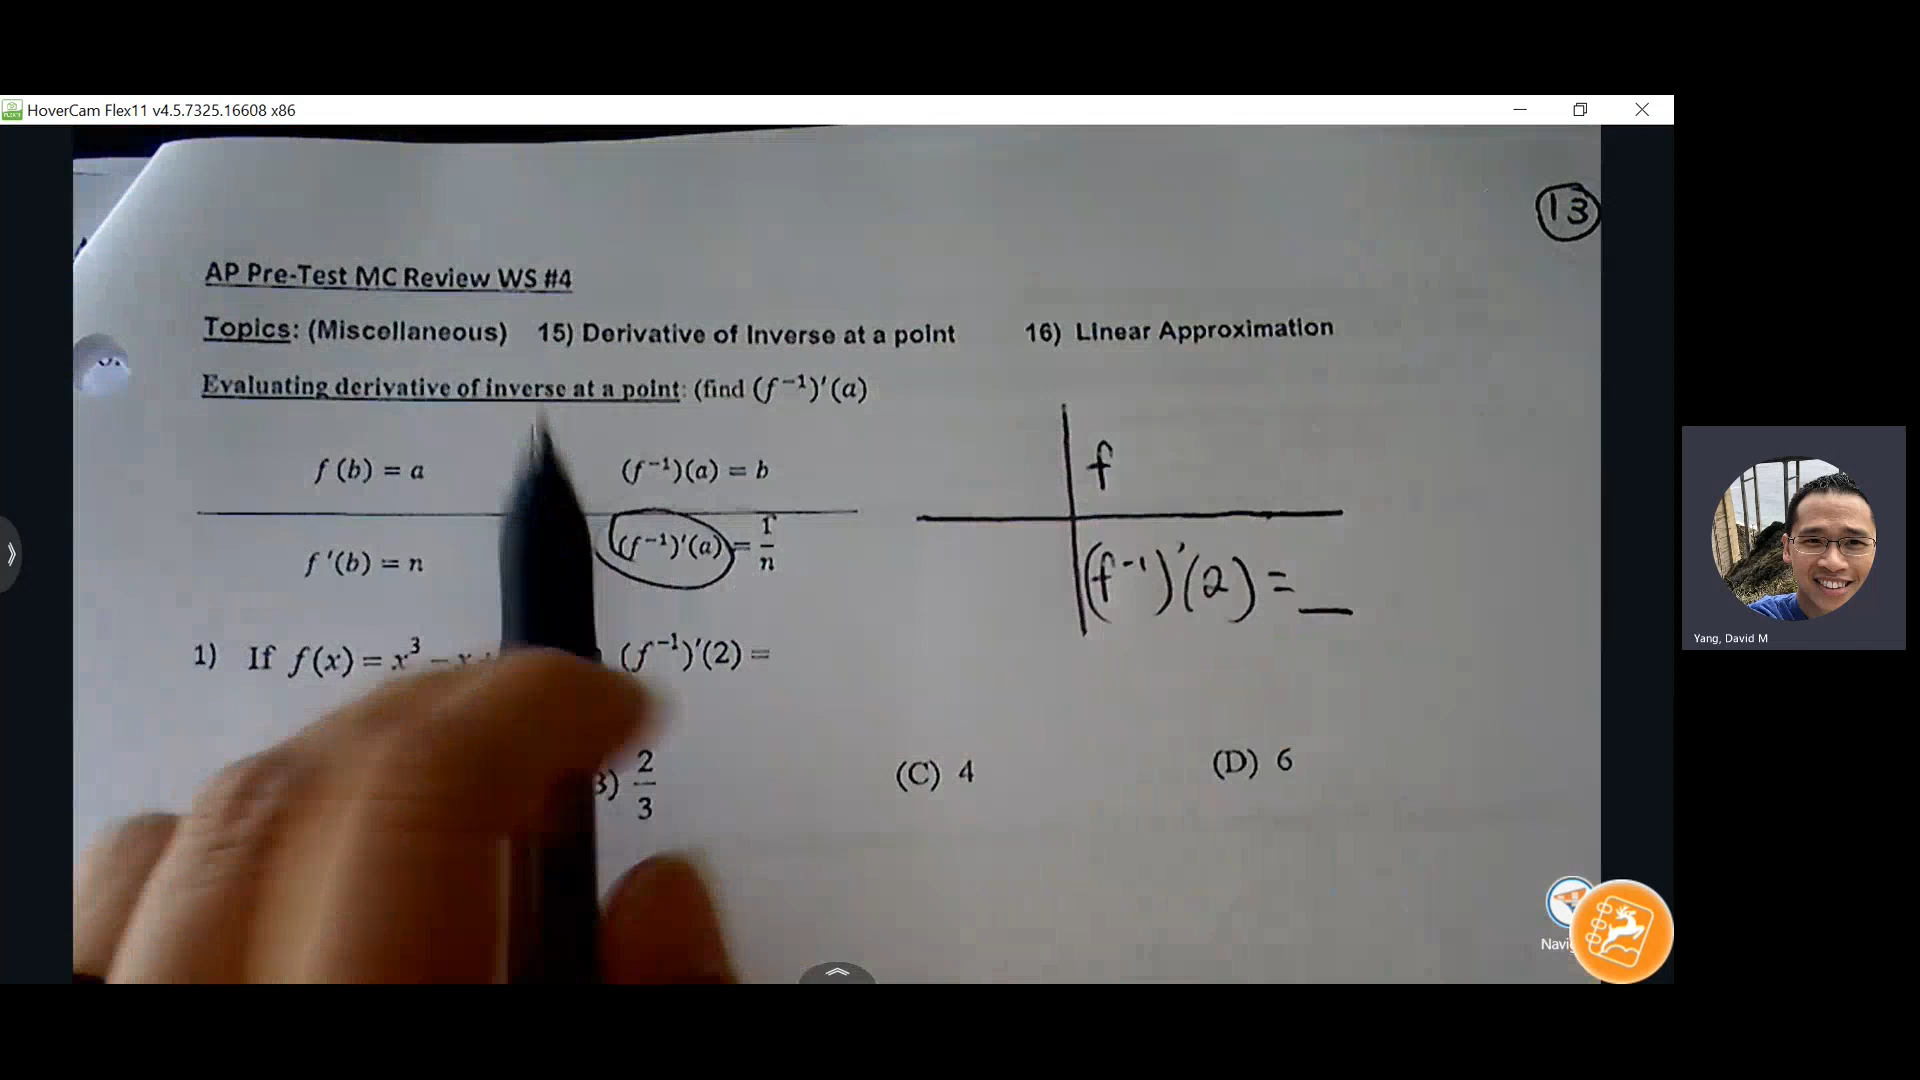 HoverCam Flex11 v4.5.7325.16608 x86
13
AP Pre-Test MC Review WS #4
Topics: (Miscellaneous) 15) Derivative of Inverse at a point 16) Linear Approximation
Evaluating derivative of inverse at a point: (find (f⁻¹)′(a)
f (b) = a (f⁻¹)(a) = b
f ′(b) = n (f⁻¹)′(a) = 1/n
f
(f⁻¹)′(2) = __
1) If f(x) = x³ − x (f⁻¹)′(2) =
2/3 (C) 4 (D) 6
Yang, David M